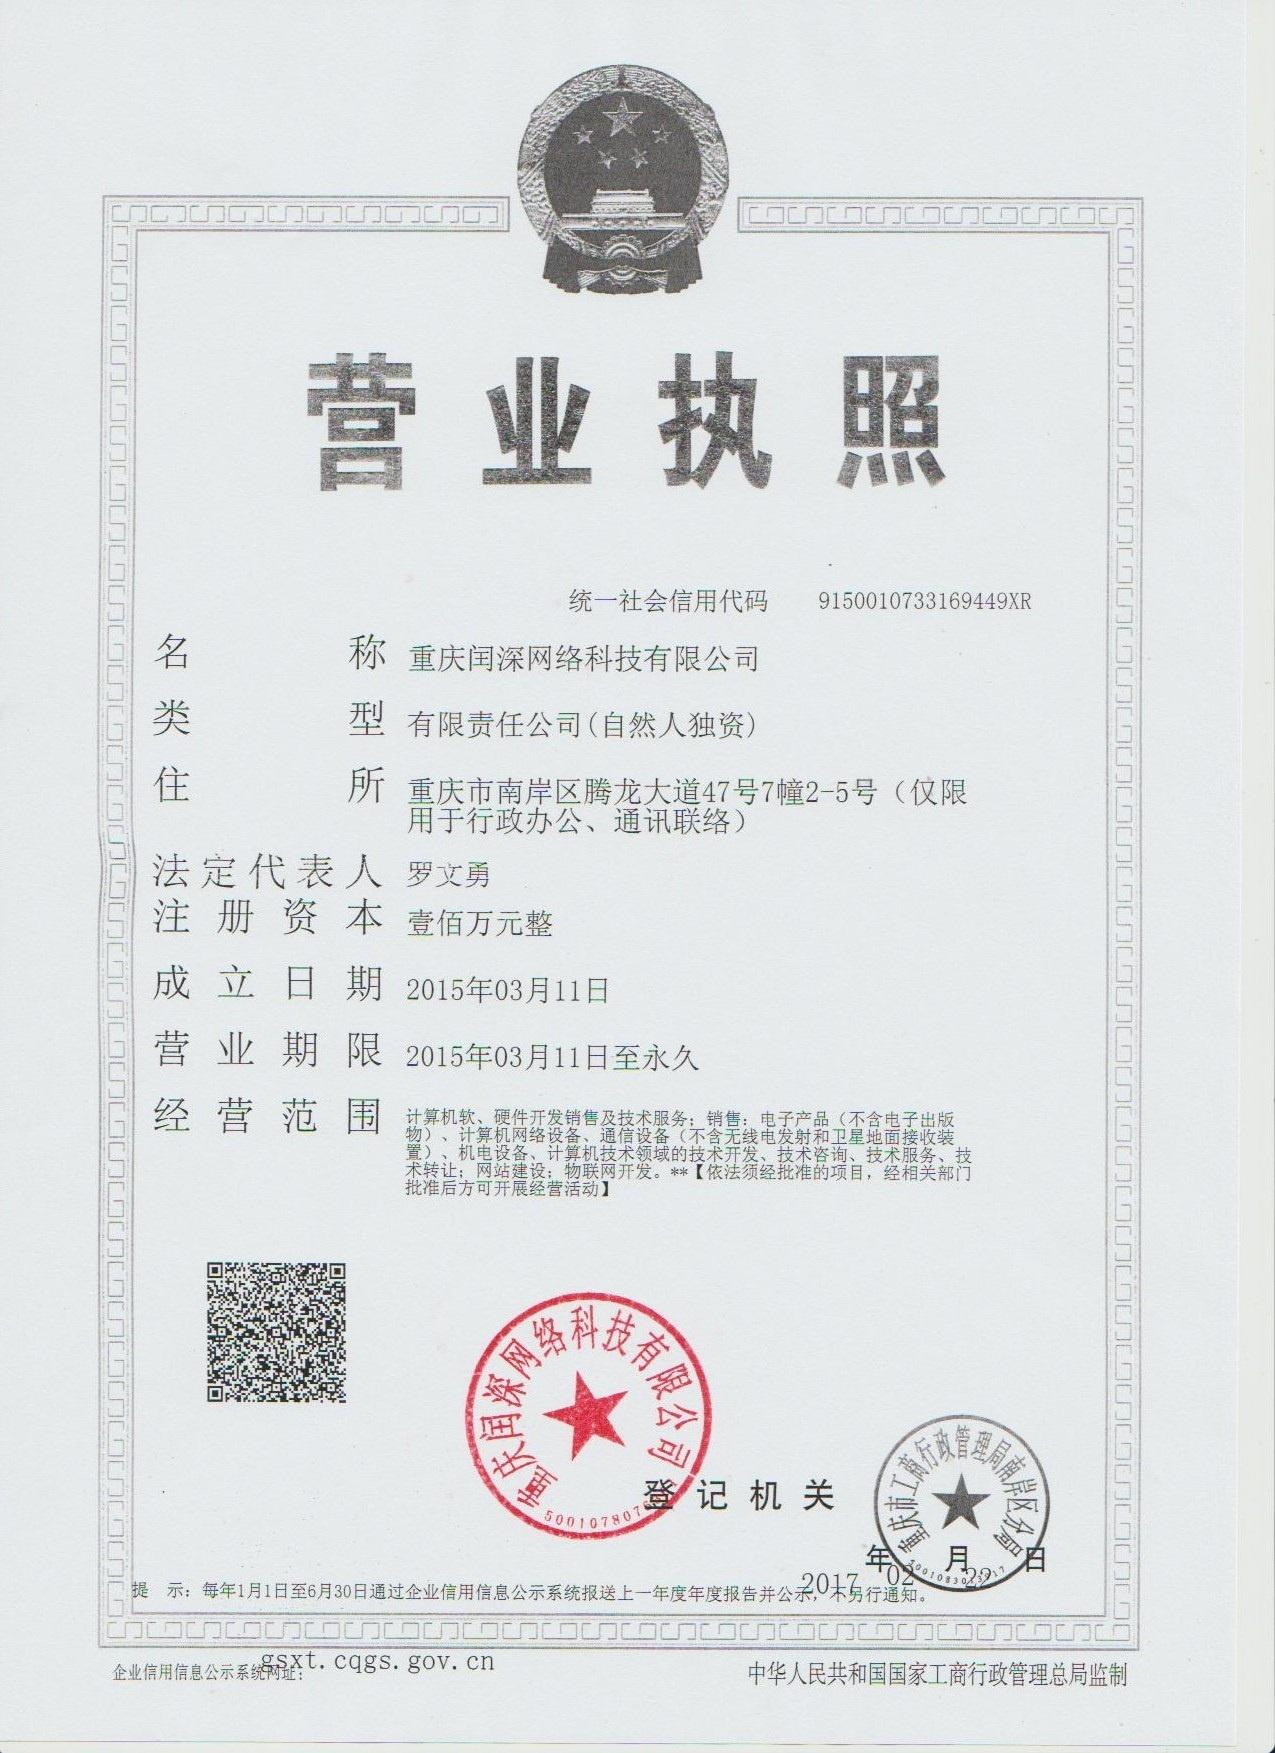 营业执照
统一社会信用代码 9150010733169449XR
名称 重庆闰深网络科技有限公司
类型 有限责任公司(自然人独资)
住所 重庆市南岸区腾龙大道47号7幢2-5号（仅限
用于行政办公、通讯联络）
法定代表人 罗文勇
注册资本 壹佰万元整
成立日期 2015年03月11日
营业期限 2015年03月11日至永久
经营范围 计算机软、硬件开发销售及技术服务；销售：电子产品（不含电子出版
物）、计算机网络设备、通信设备（不含无线电发射和卫星地面接收装
置）、机电设备、计算机技术领域的技术开发、技术咨询、技术服务、技
术转让；网站建设；物联网开发。**【依法须经批准的项目，经相关部门
批准后方可开展经营活动】
重庆闰深网络科技有限公司
登记机关
重庆市工商行政管理局南岸区分局
年 月 日
2017 02 22
提 示：每年1月1日至6月30日通过企业信用信息公示系统报送上一年度年度报告并公示，不另行通知。
企业信用信息公示系统网址： gsxt.cqgs.gov.cn
中华人民共和国国家工商行政管理总局监制